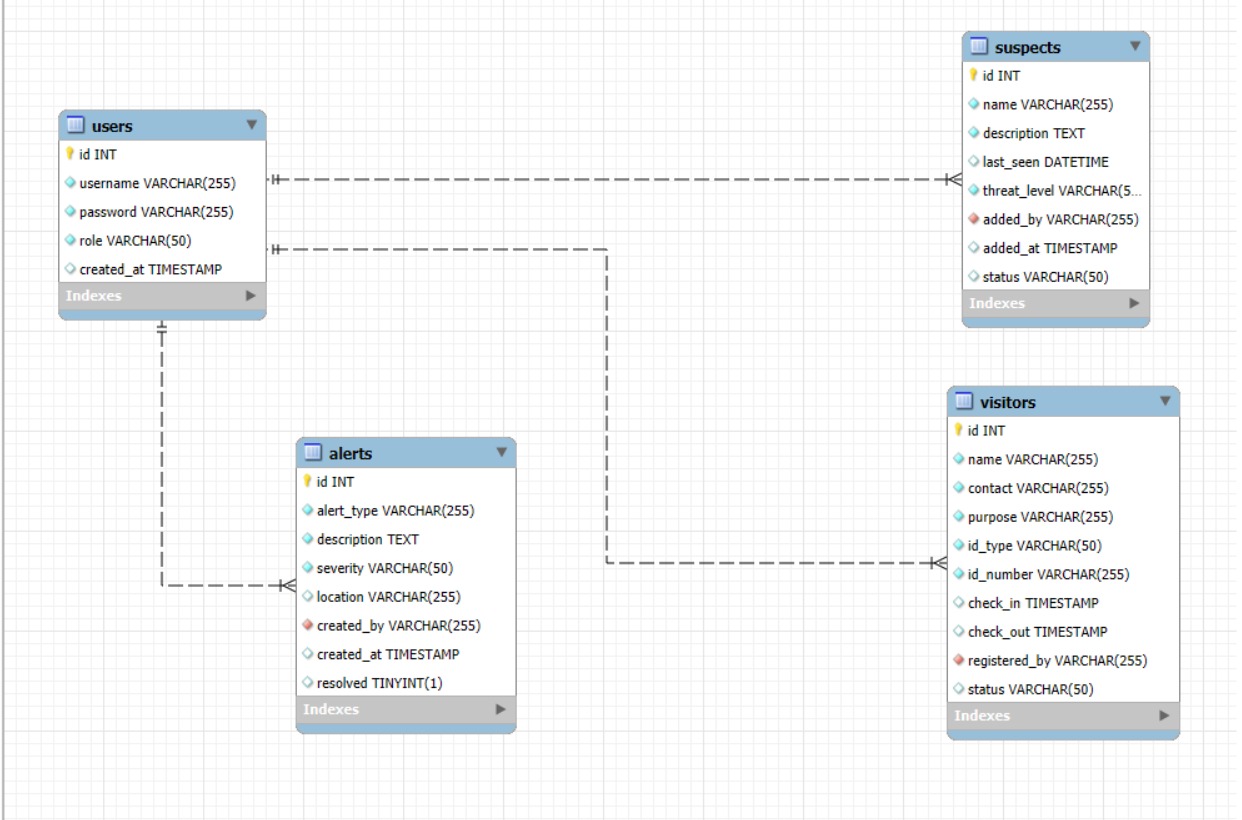 users
id INT
username VARCHAR(255)
password VARCHAR(255)
role VARCHAR(50)
created_at TIMESTAMP
Indexes
suspects
id INT
name VARCHAR(255)
description TEXT
last_seen DATETIME
threat_level VARCHAR(5...
added_by VARCHAR(255)
added_at TIMESTAMP
status VARCHAR(50)
Indexes
alerts
id INT
alert_type VARCHAR(255)
description TEXT
severity VARCHAR(50)
location VARCHAR(255)
created_by VARCHAR(255)
created_at TIMESTAMP
resolved TINYINT(1)
Indexes
visitors
id INT
name VARCHAR(255)
contact VARCHAR(255)
purpose VARCHAR(255)
id_type VARCHAR(50)
id_number VARCHAR(255)
check_in TIMESTAMP
check_out TIMESTAMP
registered_by VARCHAR(255)
status VARCHAR(50)
Indexes